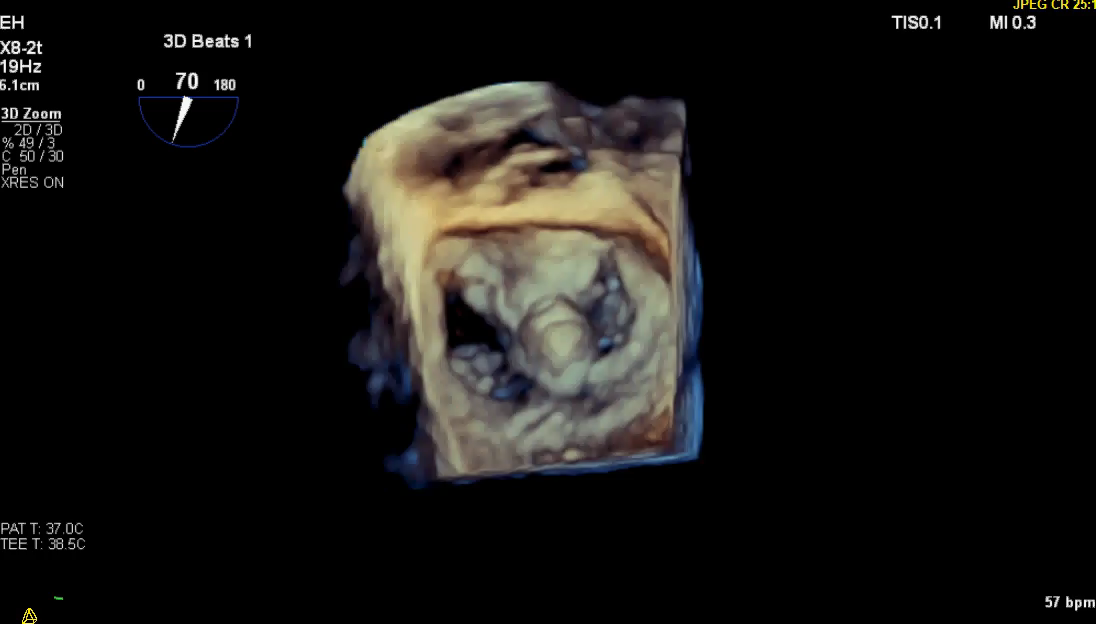 JPEG CR 25:1
EH
TIS0.1 MI 0.3
X8-2t
19Hz
6.1cm
3D Beats 1
0 70 180
3D Zoom
2D / 3D
% 49 / 3
C 50 / 30
Pen
XRES ON
PAT T: 37.0C
TEE T: 38.5C
57 bpm